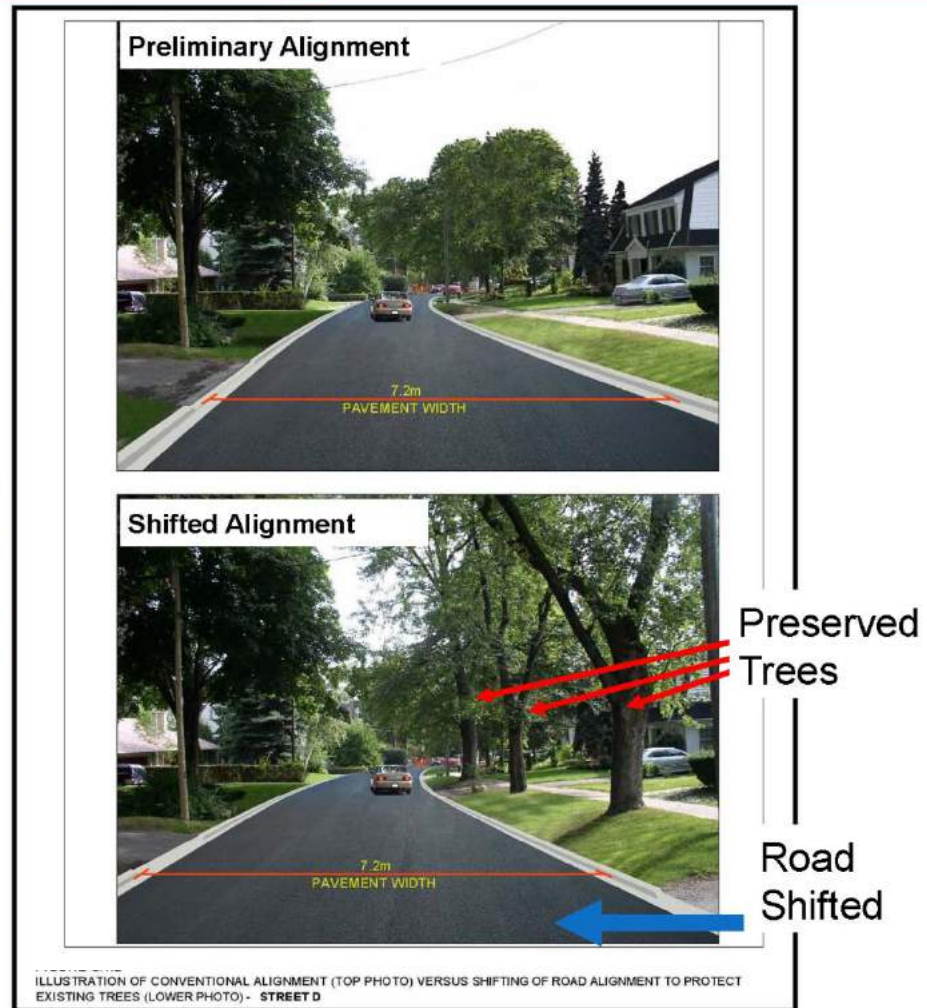 Preliminary Alignment
7.2m
PAVEMENT WIDTH
Shifted Alignment
Preserved
Trees
7.2m
PAVEMENT WIDTH
Road
Shifted
ILLUSTRATION OF CONVENTIONAL ALIGNMENT (TOP PHOTO) VERSUS SHIFTING OF ROAD ALIGNMENT TO PROTECT
EXISTING TREES (LOWER PHOTO) - STREET D